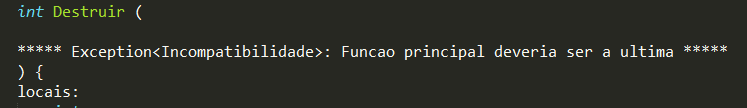 int Destruir (
***** Exception<Incompatibilidade>: Funcao principal deveria ser a ultima *****
) {
locais: